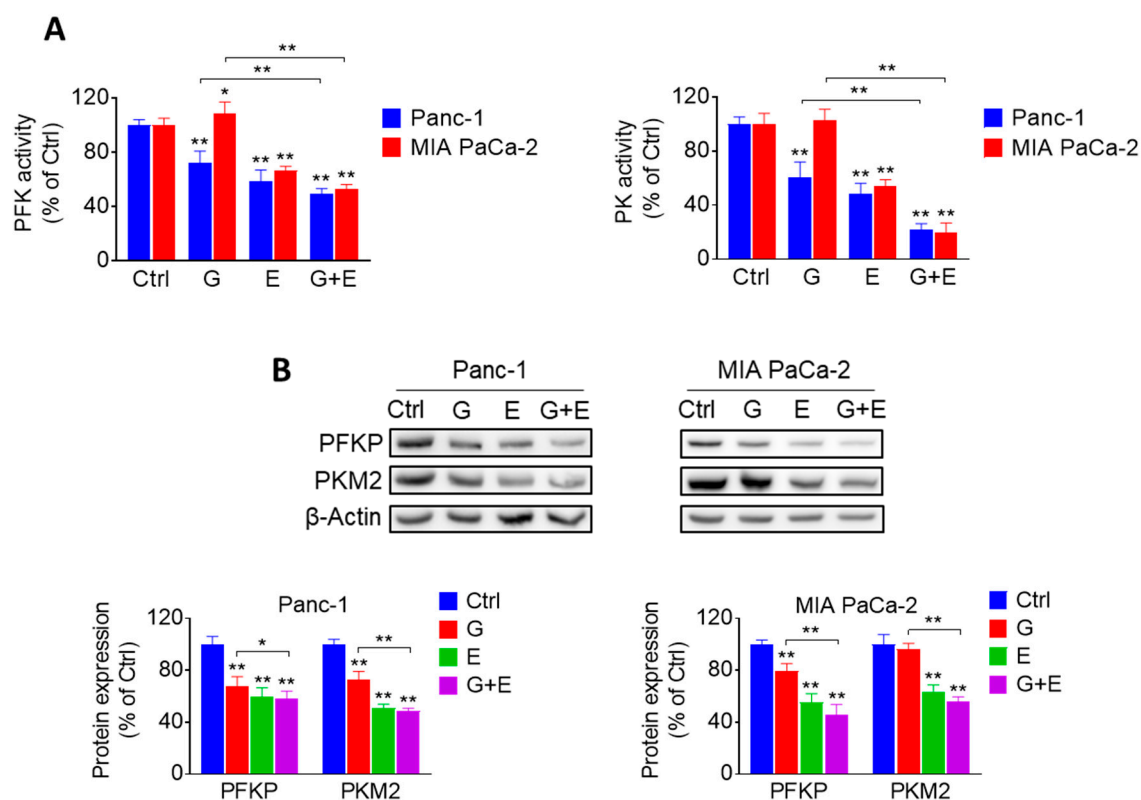 A
**
**
PFK activity
(% of Ctrl)
120
80
40
0
**
*
**
**
**
**
Ctrl G E G+E
Panc-1
MIA PaCa-2
**
**
PK activity
(% of Ctrl)
120
80
40
0
**
**
**
**
**
Ctrl G E G+E
Panc-1
MIA PaCa-2
B
Panc-1
MIA PaCa-2
Ctrl G E G+E
Ctrl G E G+E
PFKP
PKM2
β-Actin
Panc-1
Protein expression
(% of Ctrl)
120
80
40
0
*
**
** ** **
** ** ** **
PFKP PKM2
Ctrl
G
E
G+E
MIA PaCa-2
Protein expression
(% of Ctrl)
120
80
40
0
**
**
** ** **
** **
PFKP PKM2
Ctrl
G
E
G+E